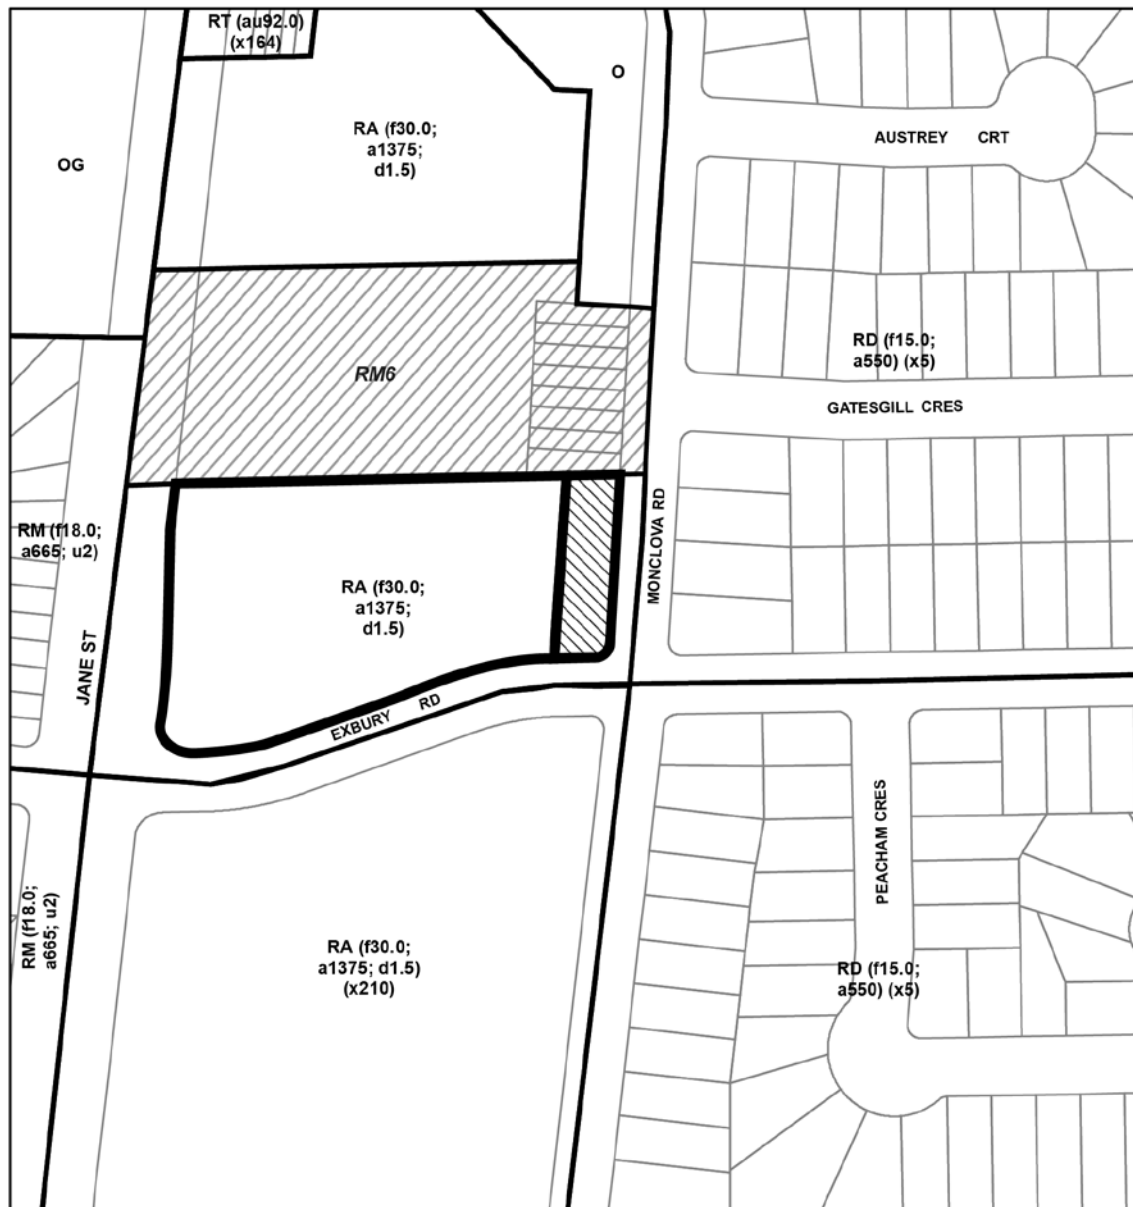 RT (au92.0)
(x164)
O
RA (f30.0;
a1375;
d1.5)
AUSTREY CRT
OG
RD (f15.0;
a550) (x5)
RM6
GATESGILL CRES
RM (f18.0;
a665; u2)
MONCLOVA RD
RA (f30.0;
a1375;
d1.5)
JANE ST
EXBURY RD
PEACHAM CRES
RM (f18.0;
a665; u2)
RA (f30.0;
a1375; d1.5)
(x210)
RD (f15.0;
a550) (x5)